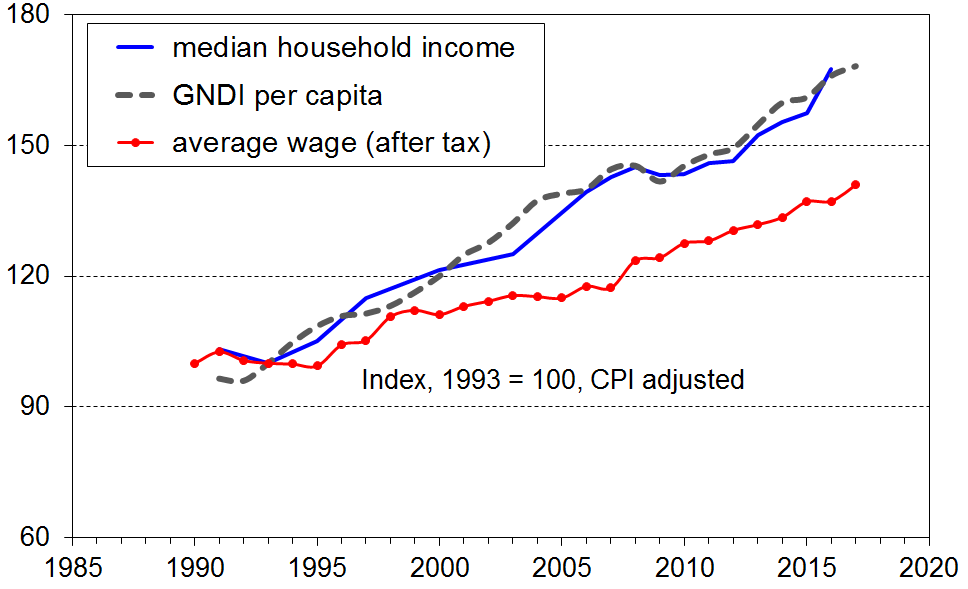 180
150
120
90
60
median household income
GNDI per capita
average wage (after tax)
Index, 1993 = 100, CPI adjusted
1985 1990 1995 2000 2005 2010 2015 2020